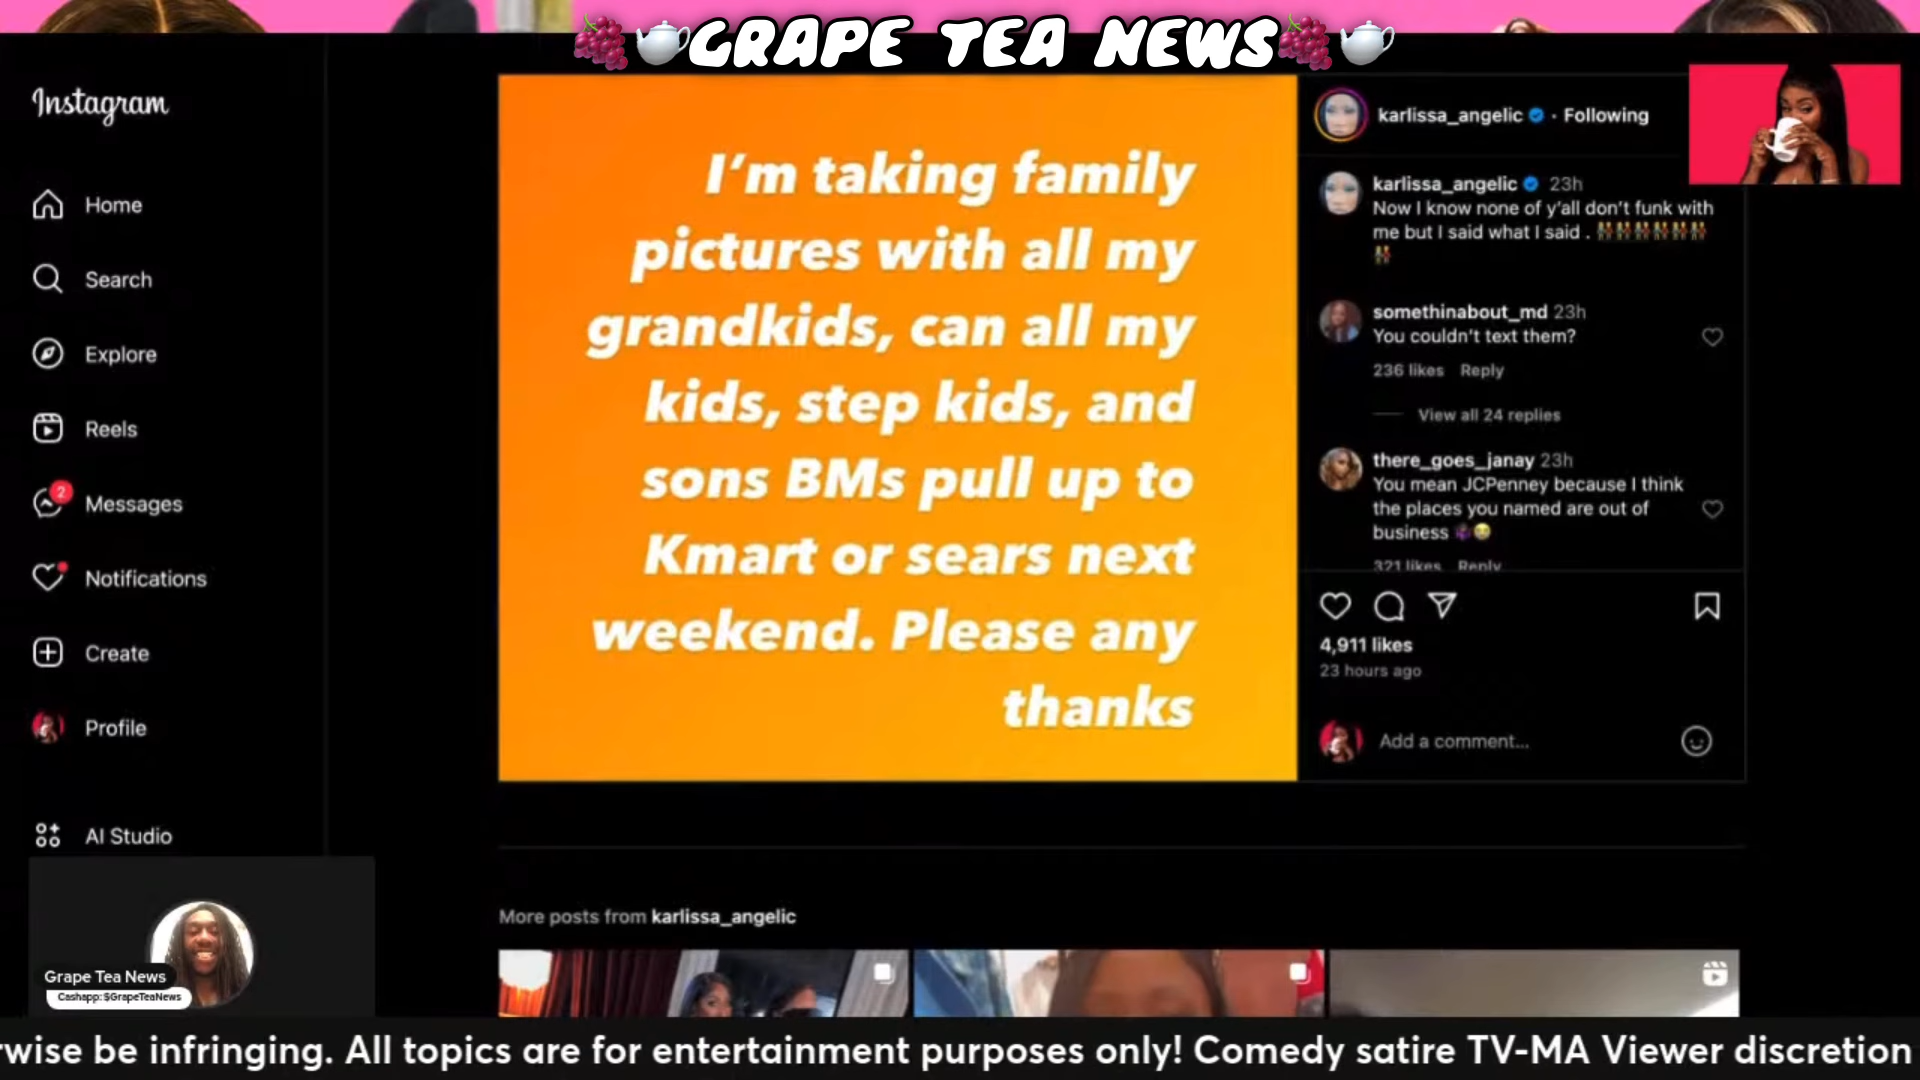 🍇🫖GRAPE TEA NEWS🍇🫖
Instagram
Home
Search
Explore
Reels
2
Messages
Notifications
Create
Profile
AI Studio
I’m taking family
pictures with all my
grandkids, can all my
kids, step kids, and
sons BMs pull up to
Kmart or sears next
weekend. Please any
thanks
karlissa_angelic · Following
karlissa_angelic 23h
Now I know none of y’all don’t funk with
me but I said what I said .
somethinabout_md 23h
You couldn’t text them?
236 likes Reply
View all 24 replies
there_goes_janay 23h
You mean JCPenney because I think
the places you named are out of
business
321 likes Reply
4,911 likes
23 hours ago
Add a comment...
More posts from karlissa_angelic
Grape Tea News
Cashapp: $GrapeTeaNews
rwise be infringing. All topics are for entertainment purposes only! Comedy satire TV-MA Viewer discretion